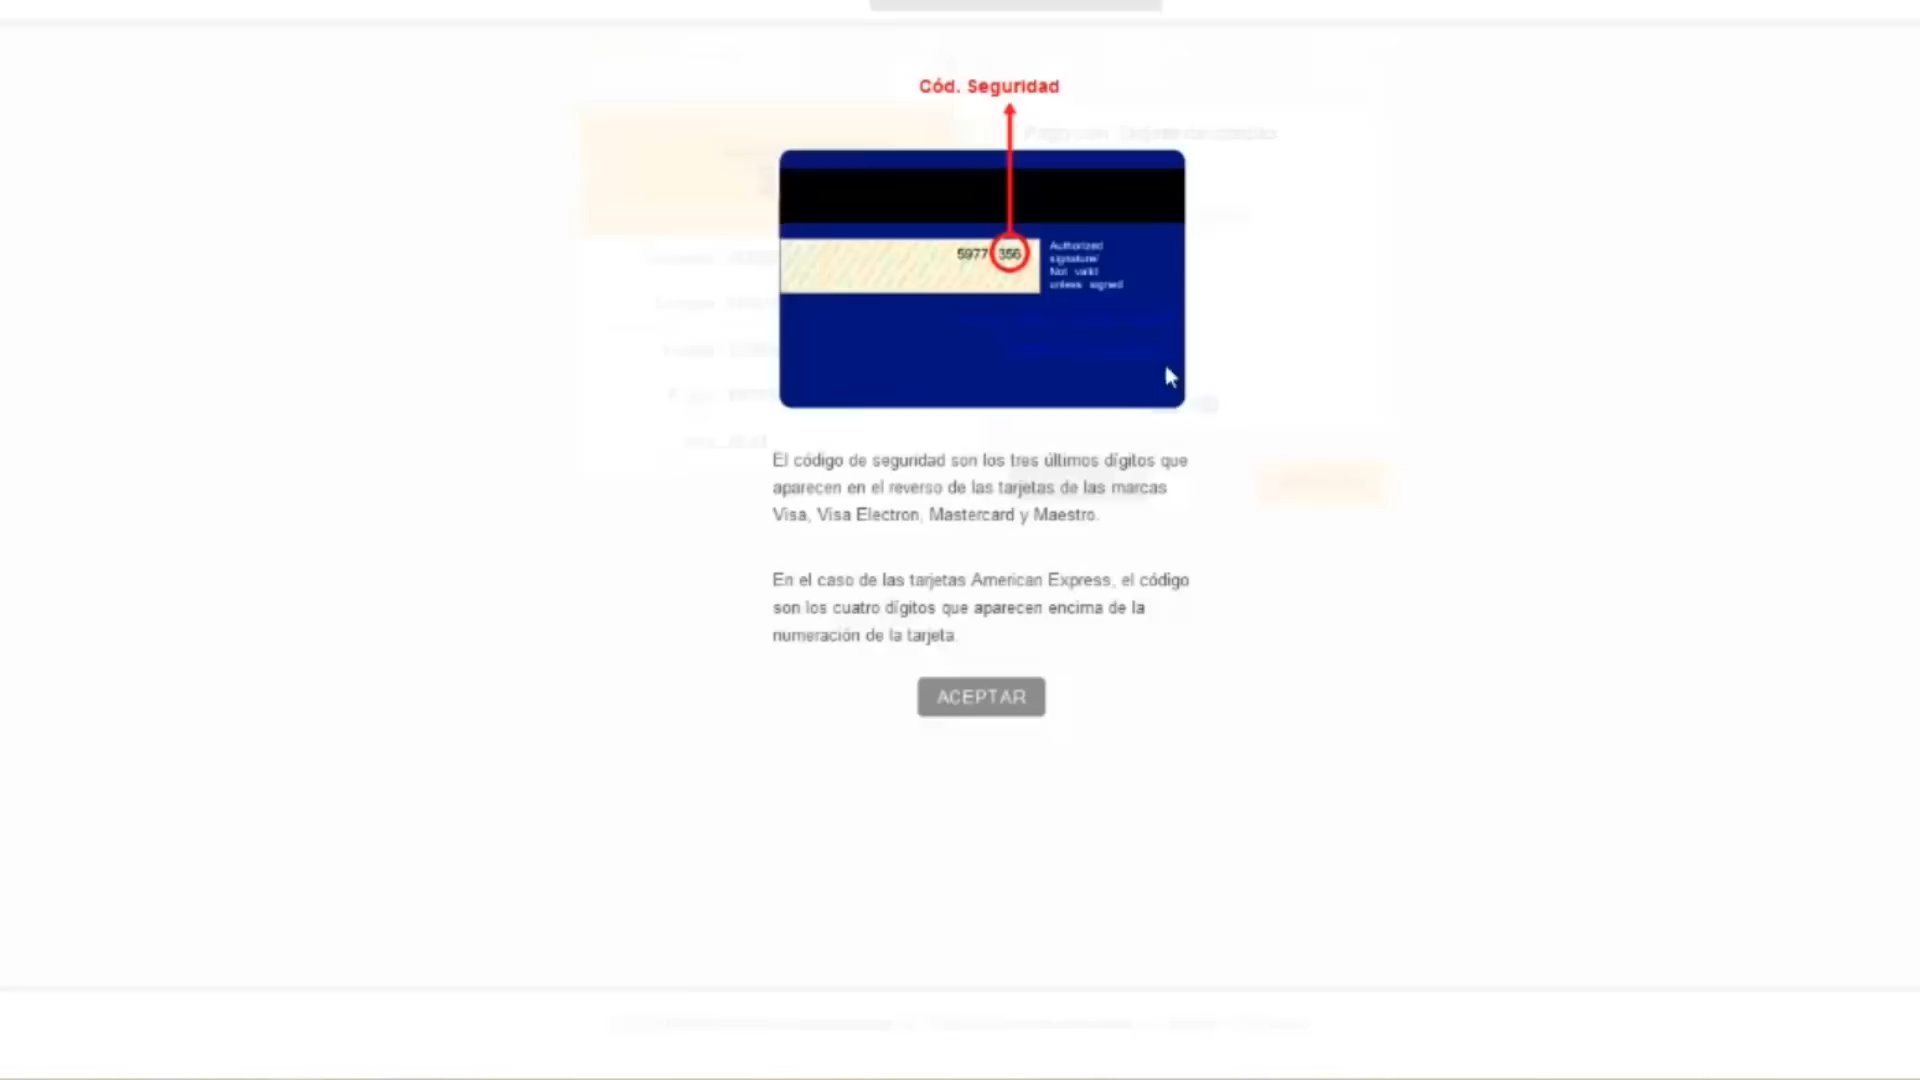 Cód. Seguridad
5977 356
Authorized
signature/
Not valid
unless signed
El código de seguridad son los tres últimos dígitos que
aparecen en el reverso de las tarjetas de las marcas
Visa, Visa Electron, Mastercard y Maestro.
En el caso de las tarjetas American Express, el código
son los cuatro dígitos que aparecen encima de la
numeración de la tarjeta.
ACEPTAR